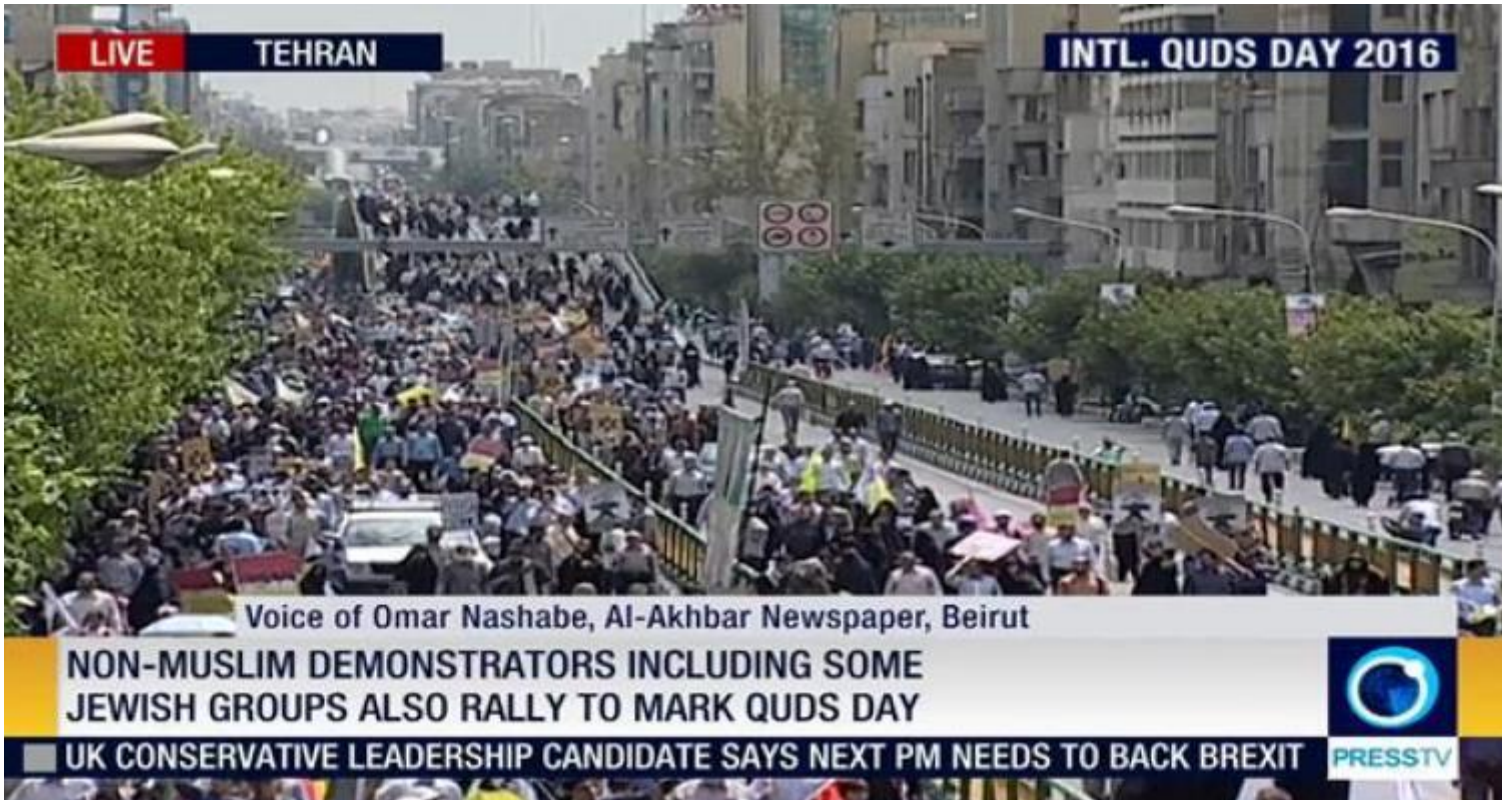 LIVE TEHRAN
INTL. QUDS DAY 2016
Voice of Omar Nashabe, Al-Akhbar Newspaper, Beirut
NON-MUSLIM DEMONSTRATORS INCLUDING SOME
JEWISH GROUPS ALSO RALLY TO MARK QUDS DAY
UK CONSERVATIVE LEADERSHIP CANDIDATE SAYS NEXT PM NEEDS TO BACK BREXIT
PRESSTV